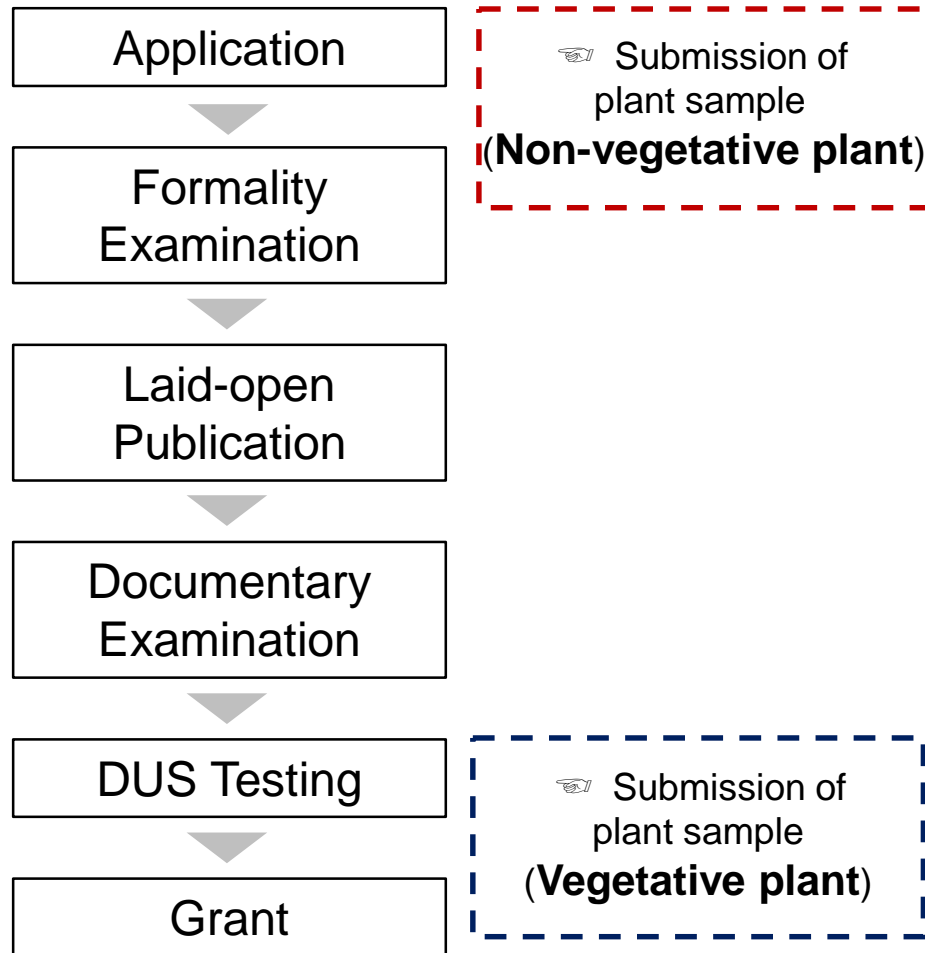 Application
☜ Submission of
plant sample
(Non-vegetative plant)
Formality
Examination
Laid-open
Publication
Documentary
Examination
DUS Testing
☜ Submission of
plant sample
(Vegetative plant)
Grant